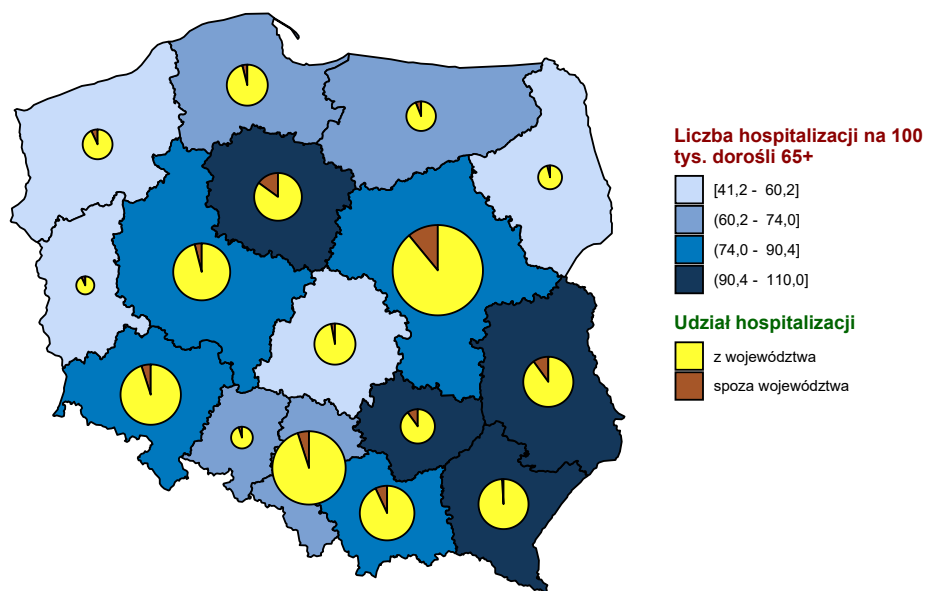 Liczba hospitalizacji na 100
tys. dorośli 65+
[41,2 - 60,2]
(60,2 - 74,0]
(74,0 - 90,4]
(90,4 - 110,0]
Udział hospitalizacji
z województwa
spoza województwa